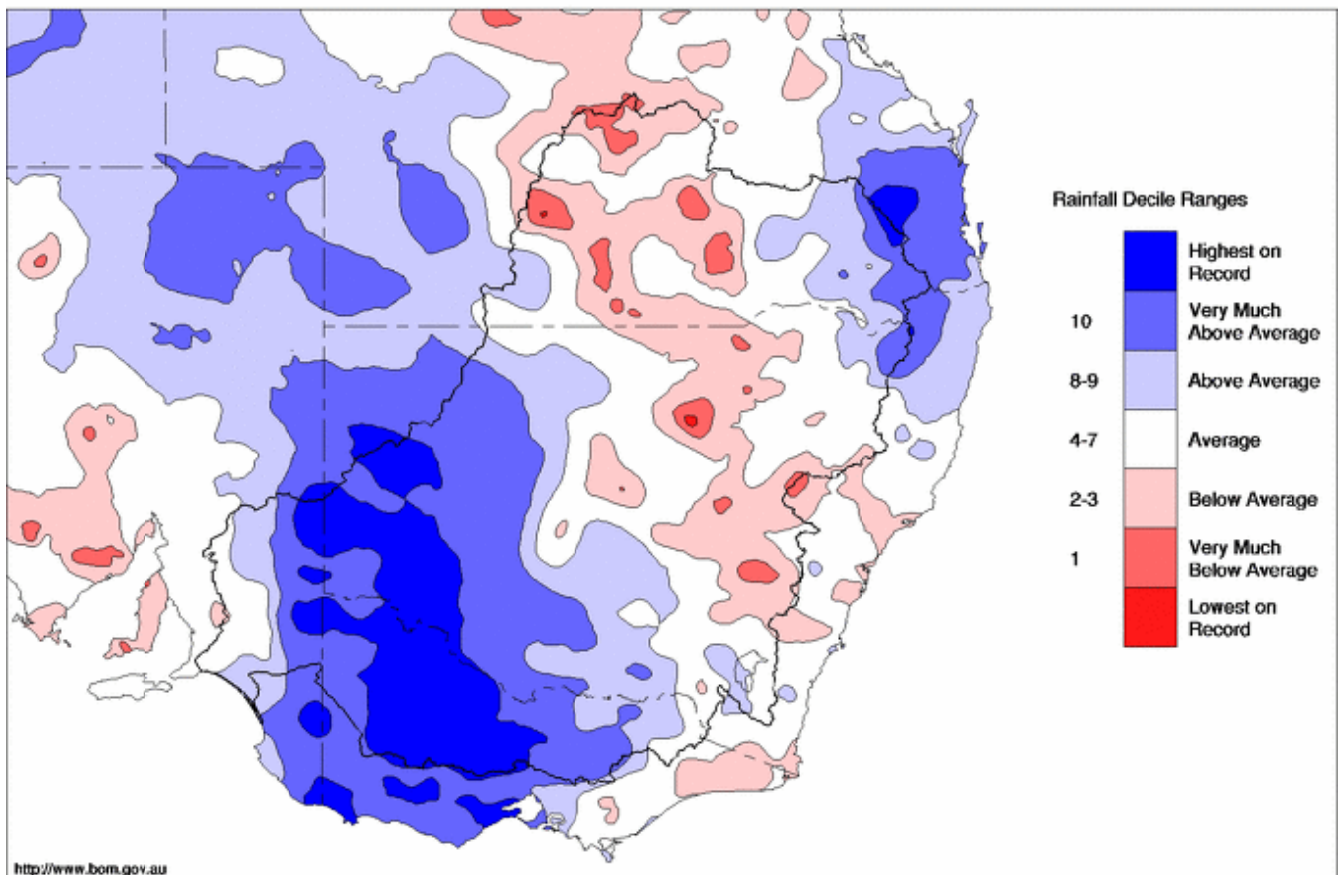 Rainfall Decile Ranges
Highest on
Record
10
Very Much
Above Average
8-9
Above Average
4-7
Average
2-3
Below Average
1
Very Much
Below Average
Lowest on
Record
http://www.bom.gov.au